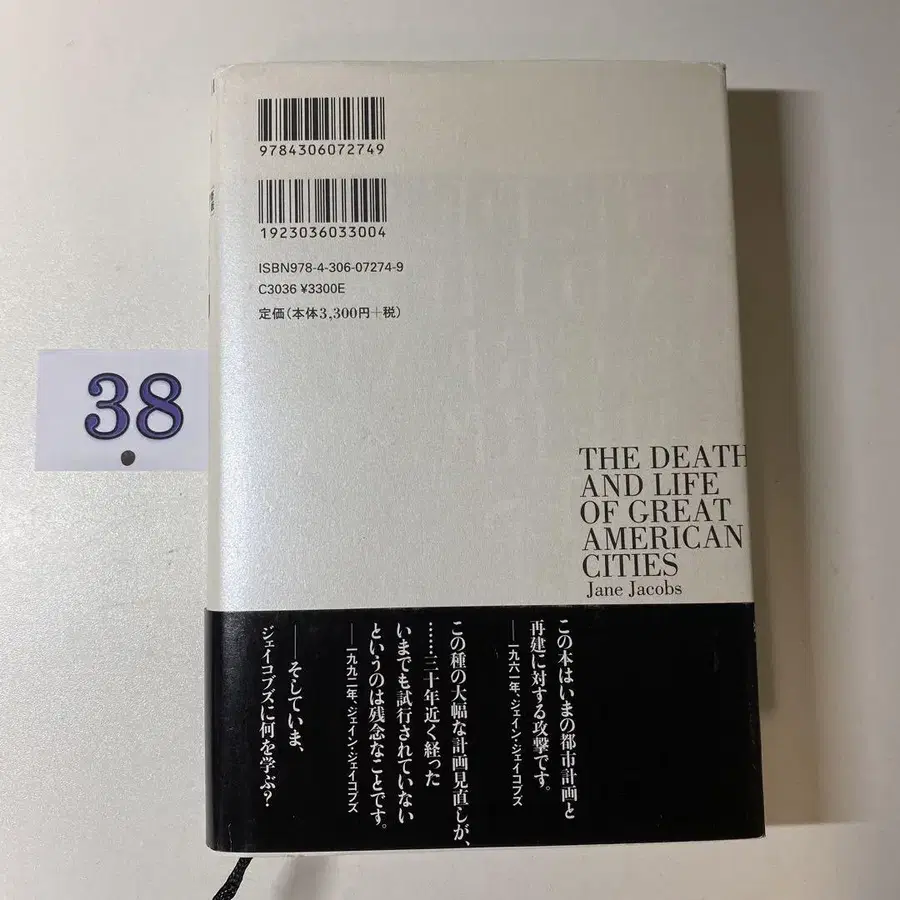 9784306072749
1923036033004
ISBN978-4-306-07274-9
C3036 ¥3300E
定価(本体3,300円+税)
38
THE DEATH
AND LIFE
OF GREAT
AMERICAN
CITIES
Jane Jacobs
この本はいまの都市計画と
再建に対する攻撃です。
――一九六一年、ジェイン・ジェイコブズ
この種の大幅な計画見直しが、
……三十年近く経った
いまでも試行されていない
というのは残念なことです。
――一九九二年、ジェイン・ジェイコブズ
――そしていま、
ジェイコブズに何を学ぶ?